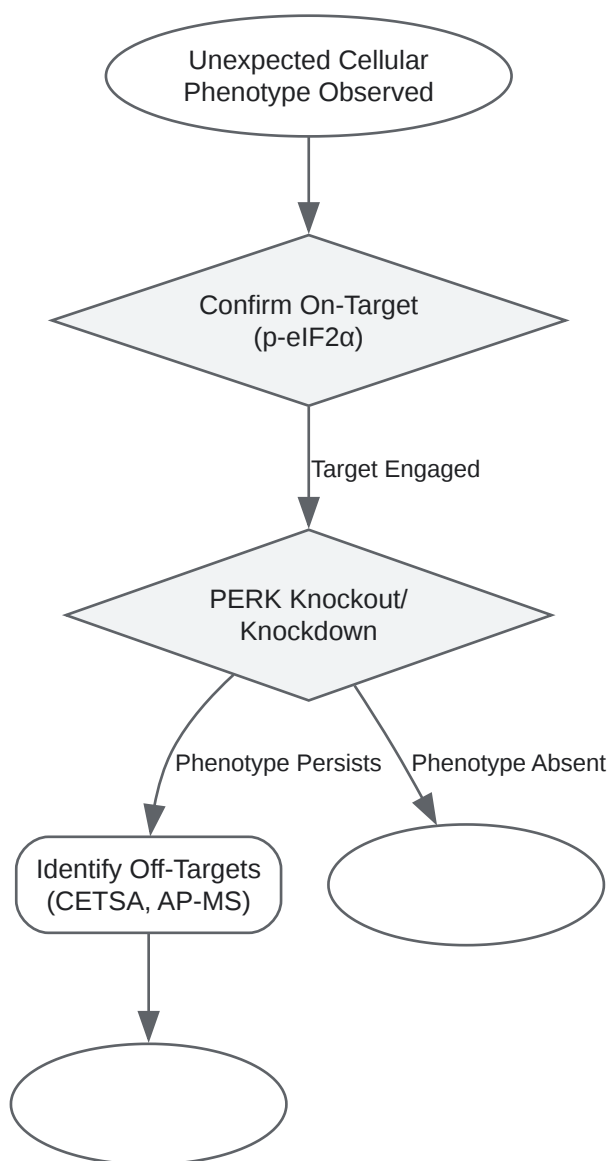 Unexpected Cellular
Phenotype Observed
Confirm On-Target
(p-eIF2α)
Target Engaged
PERK Knockout/
Knockdown
Phenotype Persists
Phenotype Absent
Identify Off-Targets
(CETSA, AP-MS)